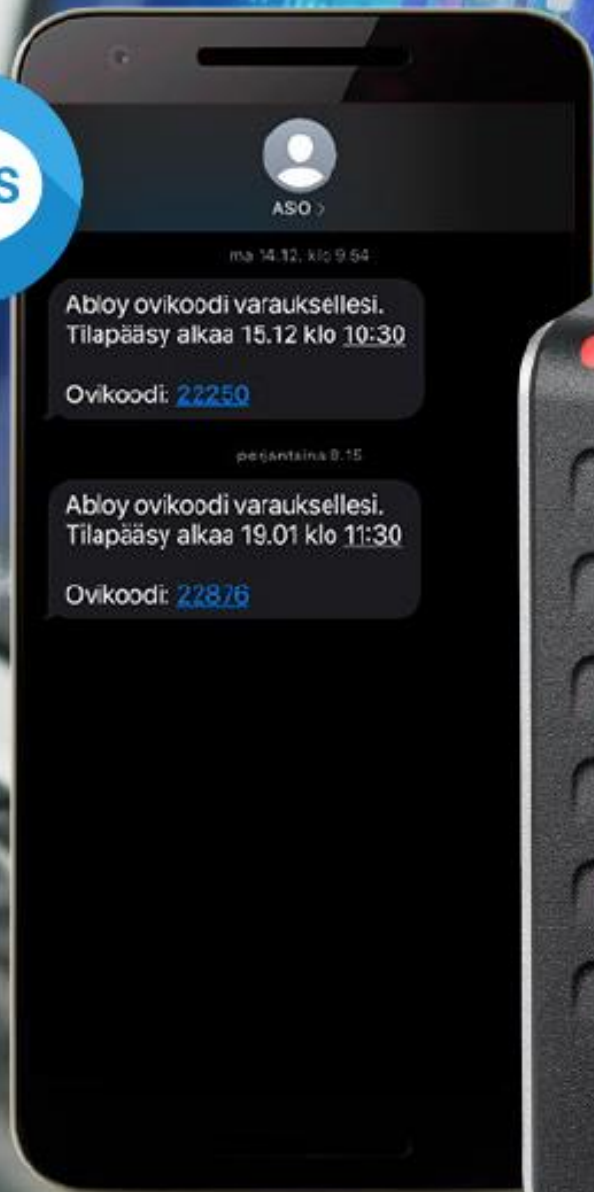 S
ASO >
ma 14.12. klo 9.54
Abloy ovikoodi varauksellesi.
Tilapääsy alkaa 15.12 klo 10:30
Ovikoodi: 22250
perjantaina 8.15
Abloy ovikoodi varauksellesi.
Tilapääsy alkaa 19.01 klo 11:30
Ovikoodi: 22876